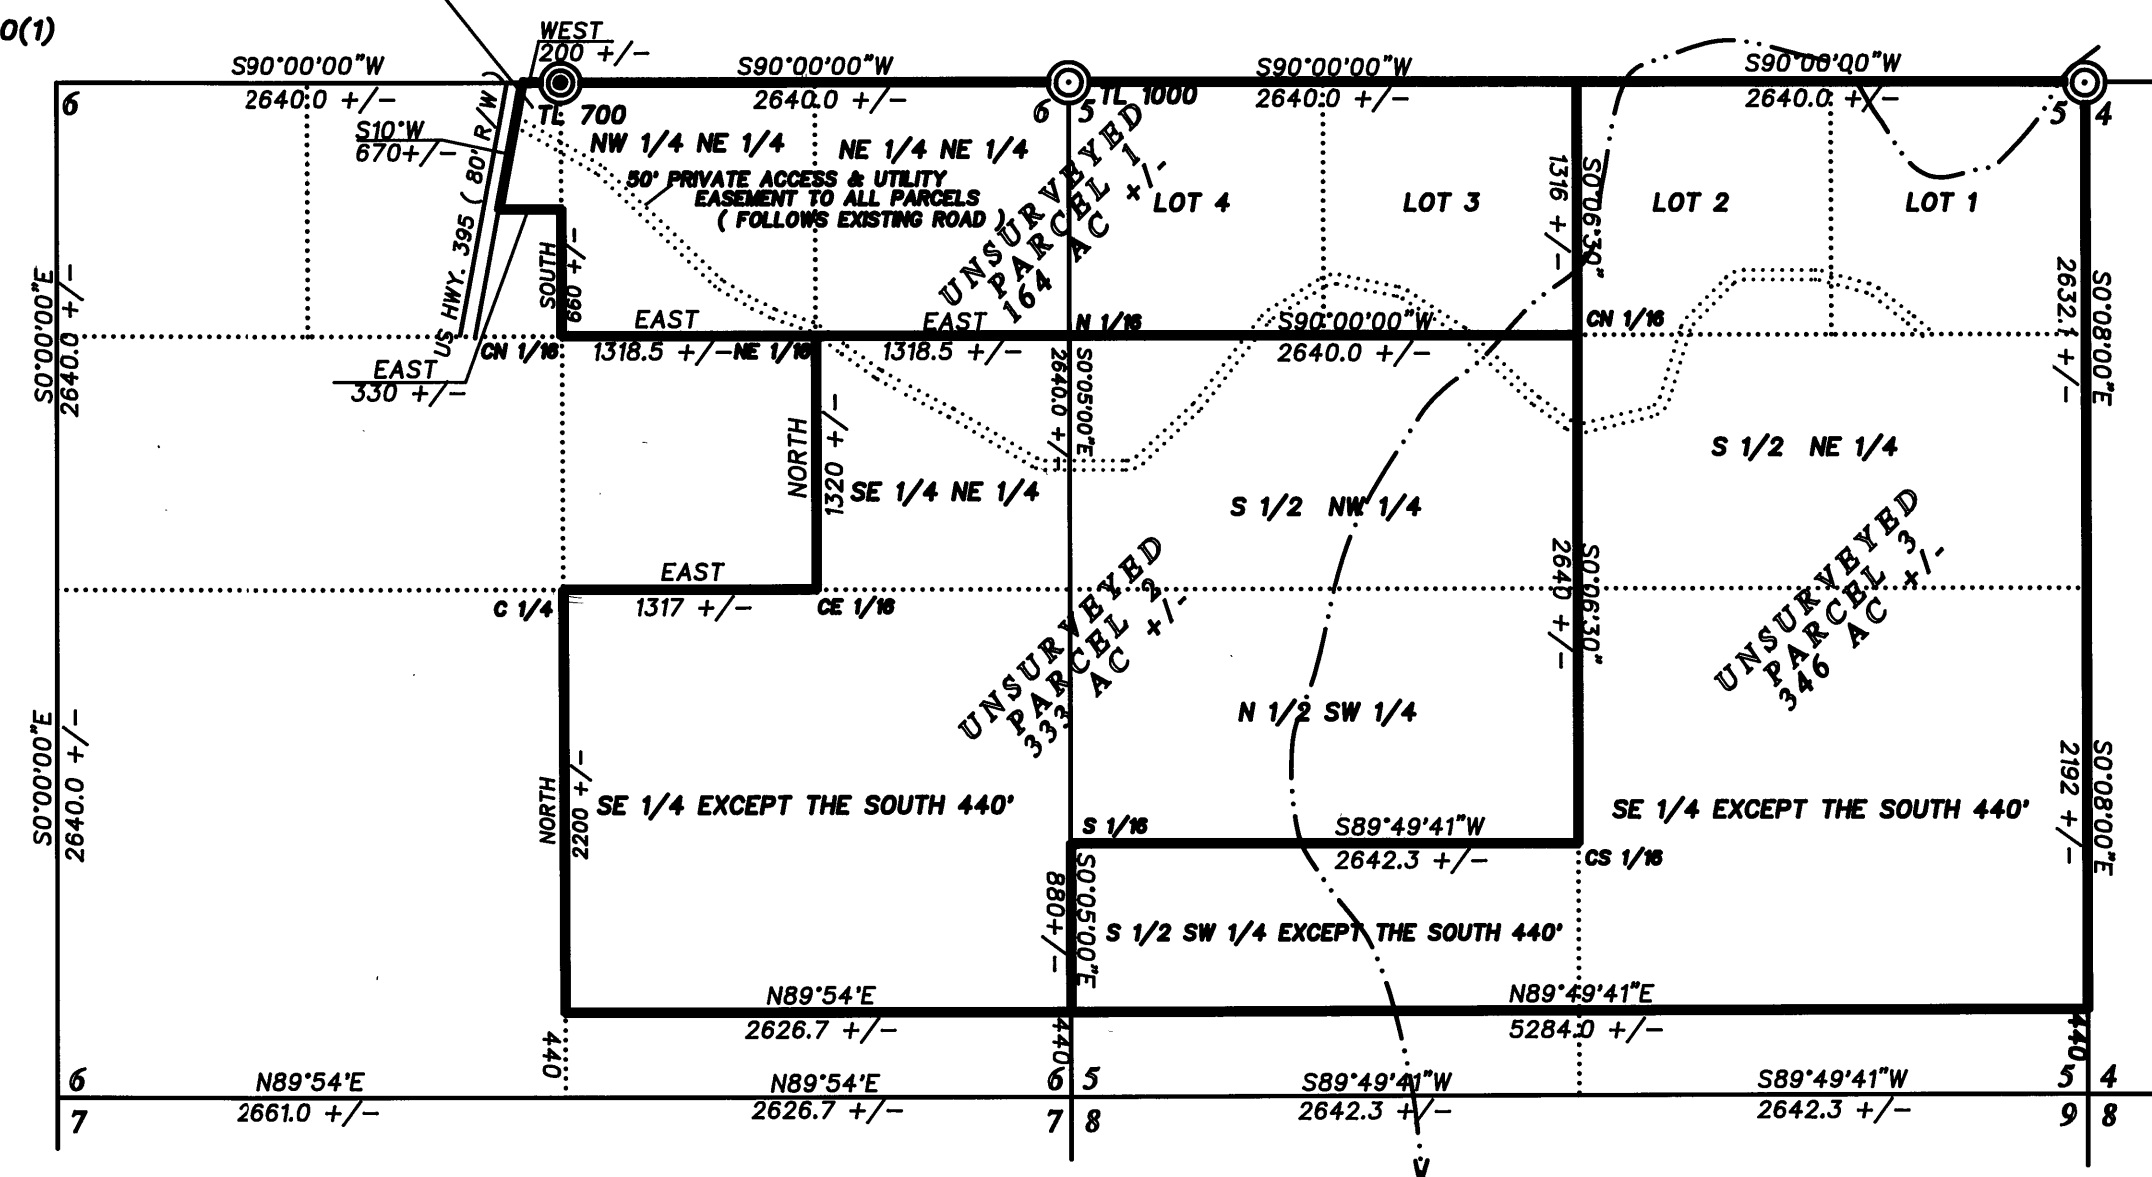 0(1)
WEST
200 +/-
S90°00'00"W
2640.0 +/-
S90°00'00"W
2640.0 +/-
S90°00'00"W
2640.0 +/-
S90°00'00"W
2640.0 +/-
6
TL 700
6 5
TL 1000
5 4
S10°W
670+/-
US HWY. 395 ( 80' R/W )
NW 1/4 NE 1/4
NE 1/4 NE 1/4
50' PRIVATE ACCESS & UTILITY
EASEMENT TO ALL PARCELS
( FOLLOWS EXISTING ROAD )
UNSURVEYED
PARCEL 1
164 AC +/-
LOT 4
LOT 3
LOT 2
LOT 1
1316 +/-
S0°06'30"
SOUTH
660 +/-
S0°00'00"E
2640.0 +/-
2632.1 +/-
S0°08'00"E
EAST
1318.5 +/-
EAST
1318.5 +/-
CN 1/16
NE 1/16
N 1/16
S90°00'00"W
2640.0 +/-
CN 1/16
EAST
330 +/-
2640.0 +/-
S0°05'00"E
NORTH
1320 +/-
SE 1/4 NE 1/4
S 1/2 NW 1/4
S 1/2 NE 1/4
2640 +/-
S0°06'30"
EAST
1317 +/-
C 1/4
CE 1/16
UNSURVEYED
PARCEL 2
333 AC +/-
UNSURVEYED
PARCEL 3
346 AC +/-
N 1/2 SW 1/4
S0°00'00"E
2640.0 +/-
NORTH
2200 +/-
SE 1/4 EXCEPT THE SOUTH 440'
SE 1/4 EXCEPT THE SOUTH 440'
2192 +/-
S0°08'00"E
S 1/16
S89°49'41"W
2642.3 +/-
CS 1/16
880+/-
S0°05'00"E
S 1/2 SW 1/4 EXCEPT THE SOUTH 440'
N89°54'E
2626.7 +/-
N89°49'41"E
5284.0 +/-
440
440
440
6
7
N89°54'E
2661.0 +/-
N89°54'E
2626.7 +/-
6 5
7 8
S89°49'41"W
2642.3 +/-
S89°49'41"W
2642.3 +/-
5 4
9 8